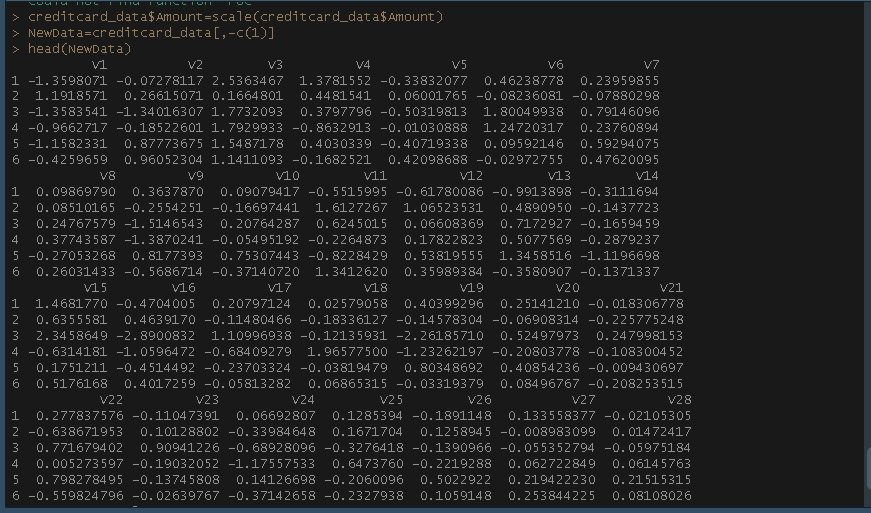 could not find function "roc"
> creditcard_data$Amount=scale(creditcard_data$Amount)
> NewData=creditcard_data[,-c(1)]
> head(NewData)
V1 V2 V3 V4 V5 V6 V7
1 -1.3598071 -0.07278117 2.5363467 1.3781552 -0.33832077 0.46238778 0.23959855
2 1.1918571 0.26615071 0.1664801 0.4481541 0.06001765 -0.08236081 -0.07880298
3 -1.3583541 -1.34016307 1.7732093 0.3797796 -0.50319813 1.80049938 0.79146096
4 -0.9662717 -0.18522601 1.7929933 -0.8632913 -0.01030888 1.24720317 0.23760894
5 -1.1582331 0.87773675 1.5487178 0.4030339 -0.40719338 0.09592146 0.59294075
6 -0.4259659 0.96052304 1.1411093 -0.1682521 0.42098688 -0.02972755 0.47620095
V8 V9 V10 V11 V12 V13 V14
1 0.09869790 0.3637870 0.09079417 -0.5515995 -0.61780086 -0.9913898 -0.3111694
2 0.08510165 -0.2554251 -0.16697441 1.6127267 1.06523531 0.4890950 -0.1437723
3 0.24767579 -1.5146543 0.20764287 0.6245015 0.06608369 0.7172927 -0.1659459
4 0.37743587 -1.3870241 -0.05495192 -0.2264873 0.17822823 0.5077569 -0.2879237
5 -0.27053268 0.8177393 0.75307443 -0.8228429 0.53819555 1.3458516 -1.1196698
6 0.26031433 -0.5686714 -0.37140720 1.3412620 0.35989384 -0.3580907 -0.1371337
V15 V16 V17 V18 V19 V20 V21
1 1.4681770 -0.4704005 0.20797124 0.02579058 0.40399296 0.25141210 -0.018306778
2 0.6355581 0.4639170 -0.11480466 -0.18336127 -0.14578304 -0.06908314 -0.225775248
3 2.3458649 -2.8900832 1.10996938 -0.12135931 -2.26185710 0.52497973 0.247998153
4 -0.6314181 -1.0596472 -0.68409279 1.96577500 -1.23262197 -0.20803778 -0.108300452
5 0.1751211 -0.4514492 -0.23703324 -0.03819479 0.80348692 0.40854236 -0.009430697
6 0.5176168 0.4017259 -0.05813282 0.06865315 -0.03319379 0.08496767 -0.208253515
V22 V23 V24 V25 V26 V27 V28
1 0.277837576 -0.11047391 0.06692807 0.1285394 -0.1891148 0.133558377 -0.02105305
2 -0.638671953 0.10128802 -0.33984648 0.1671704 0.1258945 -0.008983099 0.01472417
3 0.771679402 0.90941226 -0.68928096 -0.3276418 -0.1390966 -0.055352794 -0.05975184
4 0.005273597 -0.19032052 -1.17557533 0.6473760 -0.2219288 0.062722849 0.06145763
5 0.798278495 -0.13745808 0.14126698 -0.2060096 0.5022922 0.219422230 0.21515315
6 -0.559824796 -0.02639767 -0.37142658 -0.2327938 0.1059148 0.253844225 0.08108026